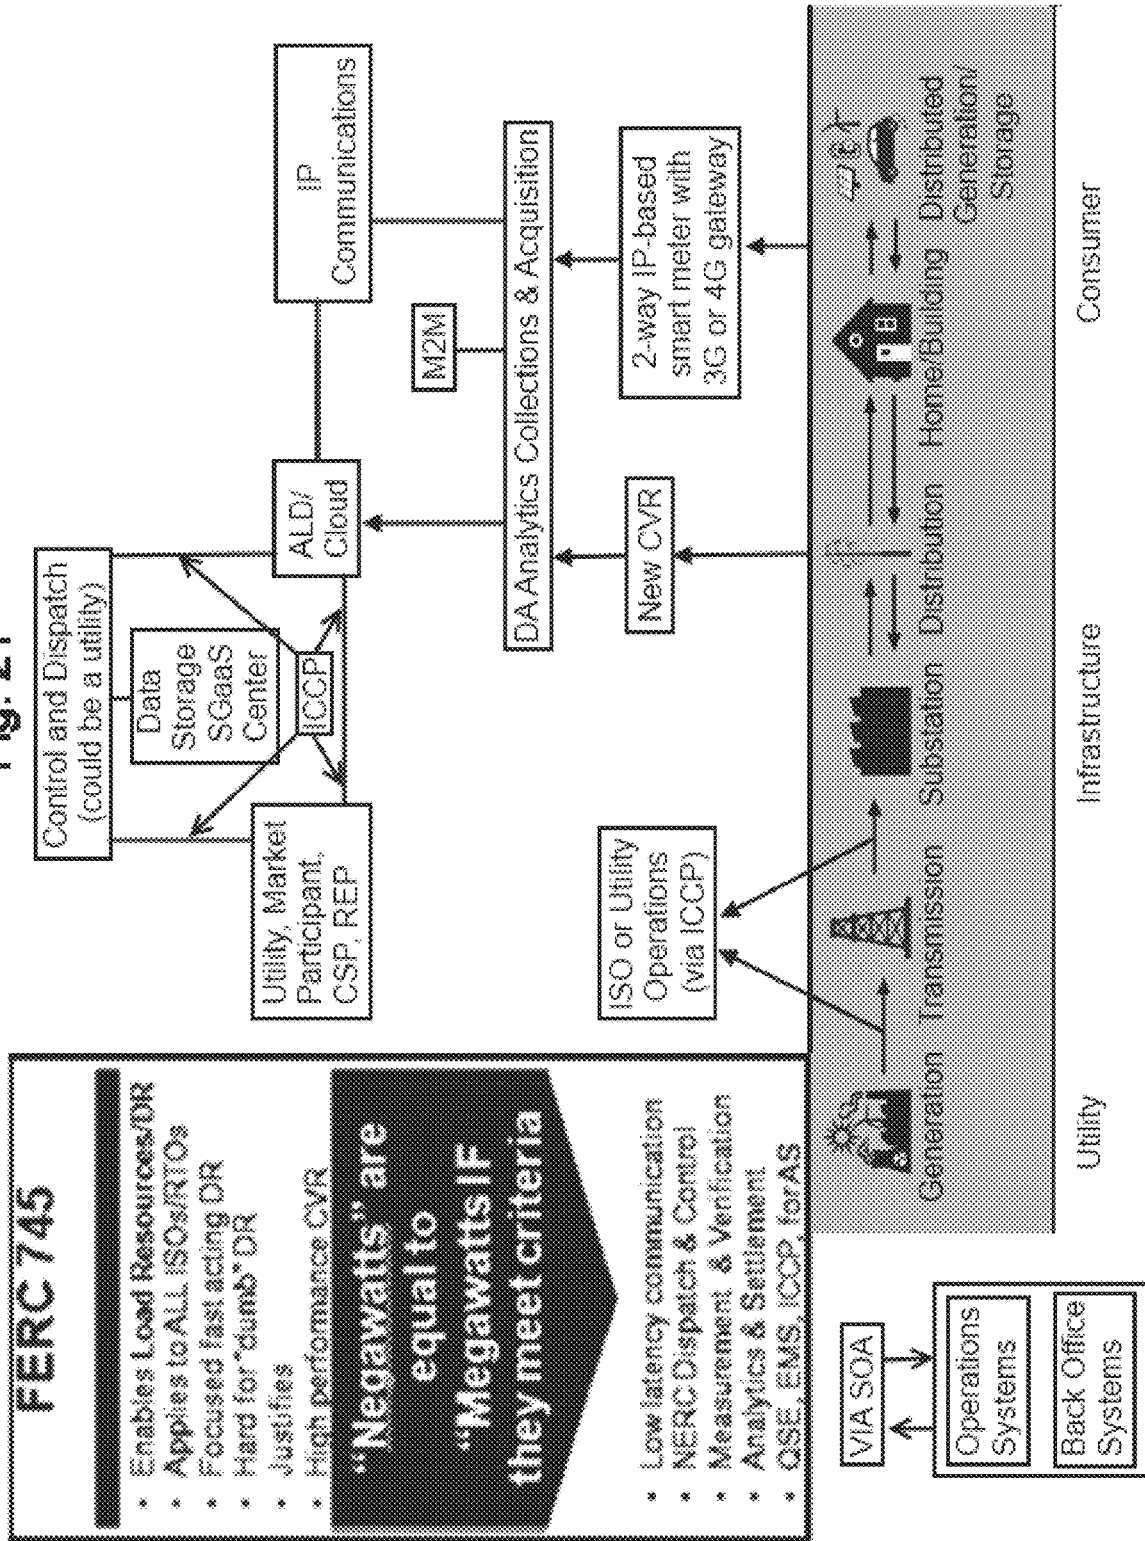 FERC 745
• Enables Load Resources/DR
• Applies to ALL ISOs/RTOs
• Focused fast acting DR
• Hard for "dumb" DR
• Justifies
• High performance CVR
"Negawatts" are
equal to
"Megawatts IF
they meet criteria
• Low latency communication
• NERC Dispatch & Control
• Measurement & Verification
• Analytics & Settlement
• QSE, EMS, ICCP, for AS
Control and Dispatch
(could be a utility)
Data
Storage
SGaaS
Center
ICCP
Utility, Market
Participant,
CSP, REP
ALD/
Cloud
IP
Communications
M2M
DA Analytics Collections & Acquisition
ISO or Utility
Operations
(via ICCP)
New CVR
2-way IP-based
smart meter with
3G or 4G gateway
VIA SOA
Operations
Systems
Back Office
Systems
Generation Transmission Substation Distribution Home/Building Distributed
Generation/
Storage
Utility Infrastructure Consumer